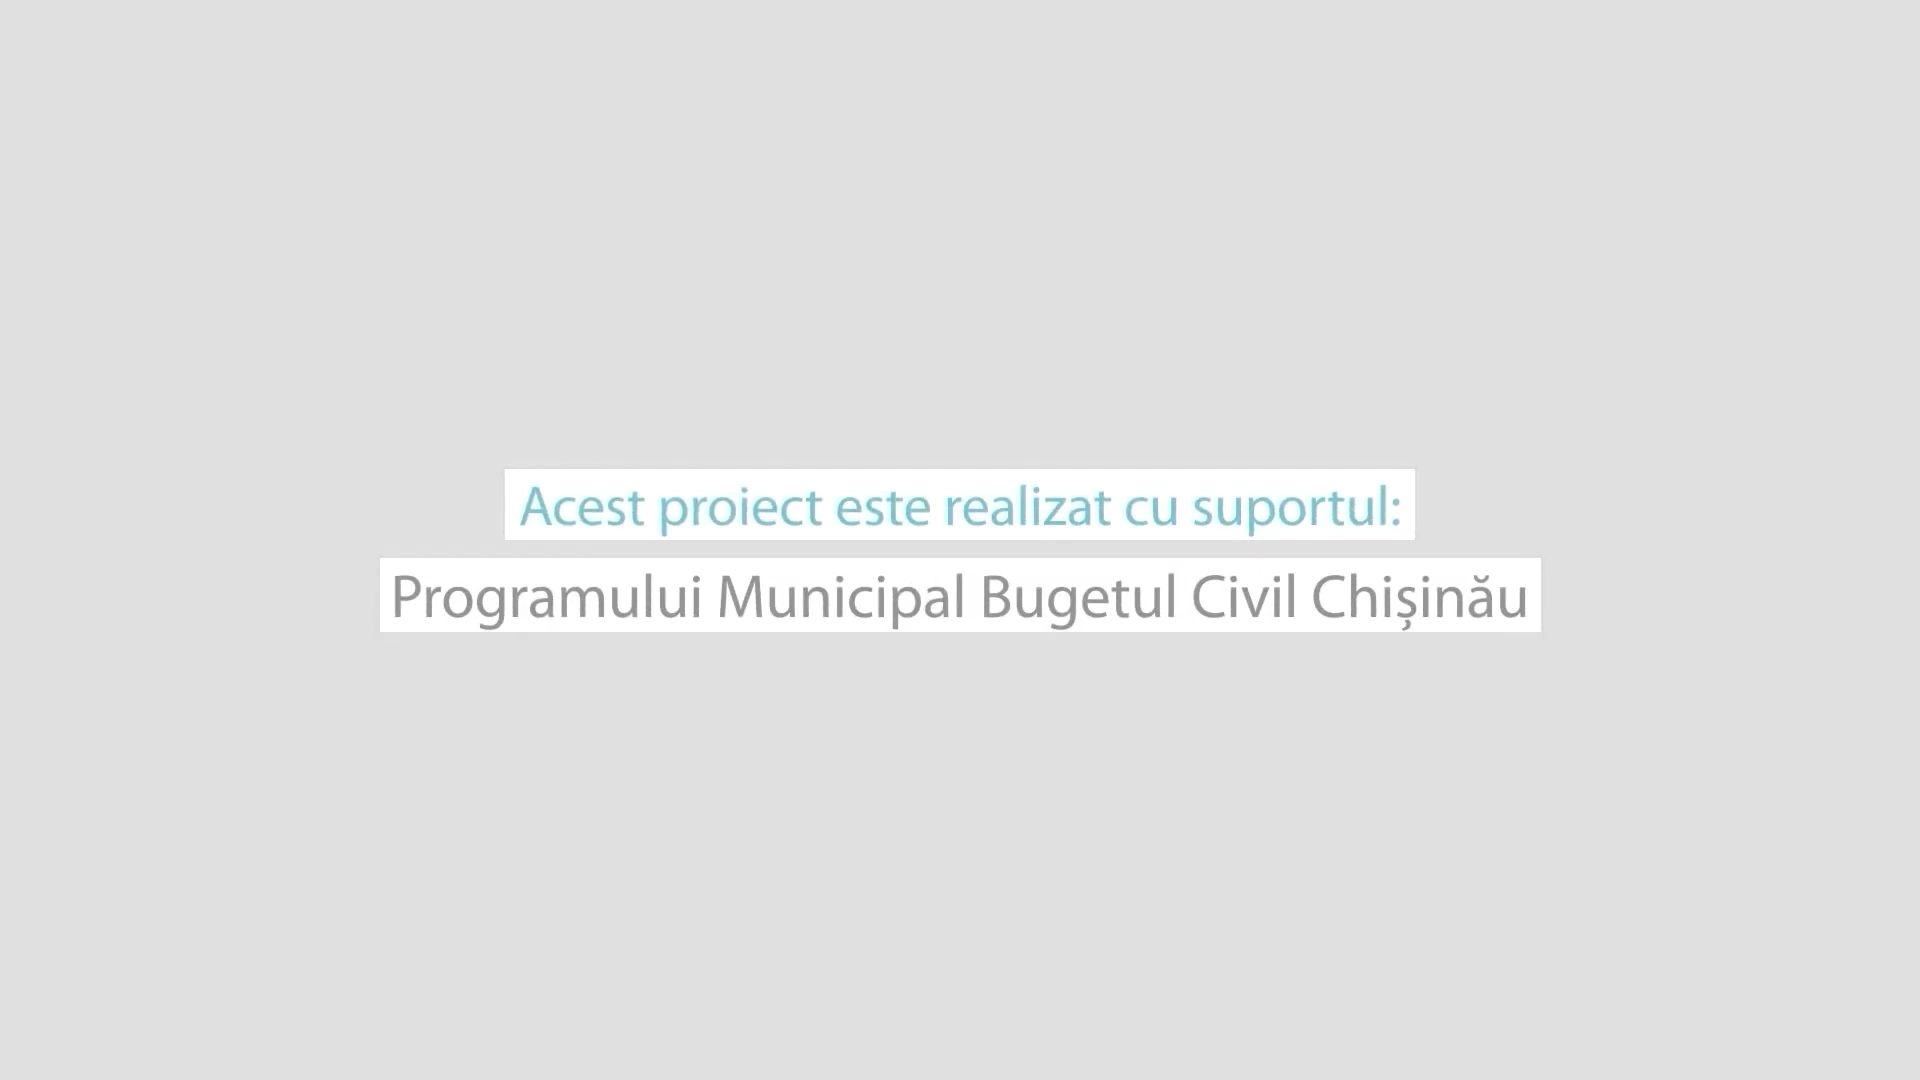 Acest proiect este realizat cu suportul:
Programului Municipal Bugetul Civil Chișinău